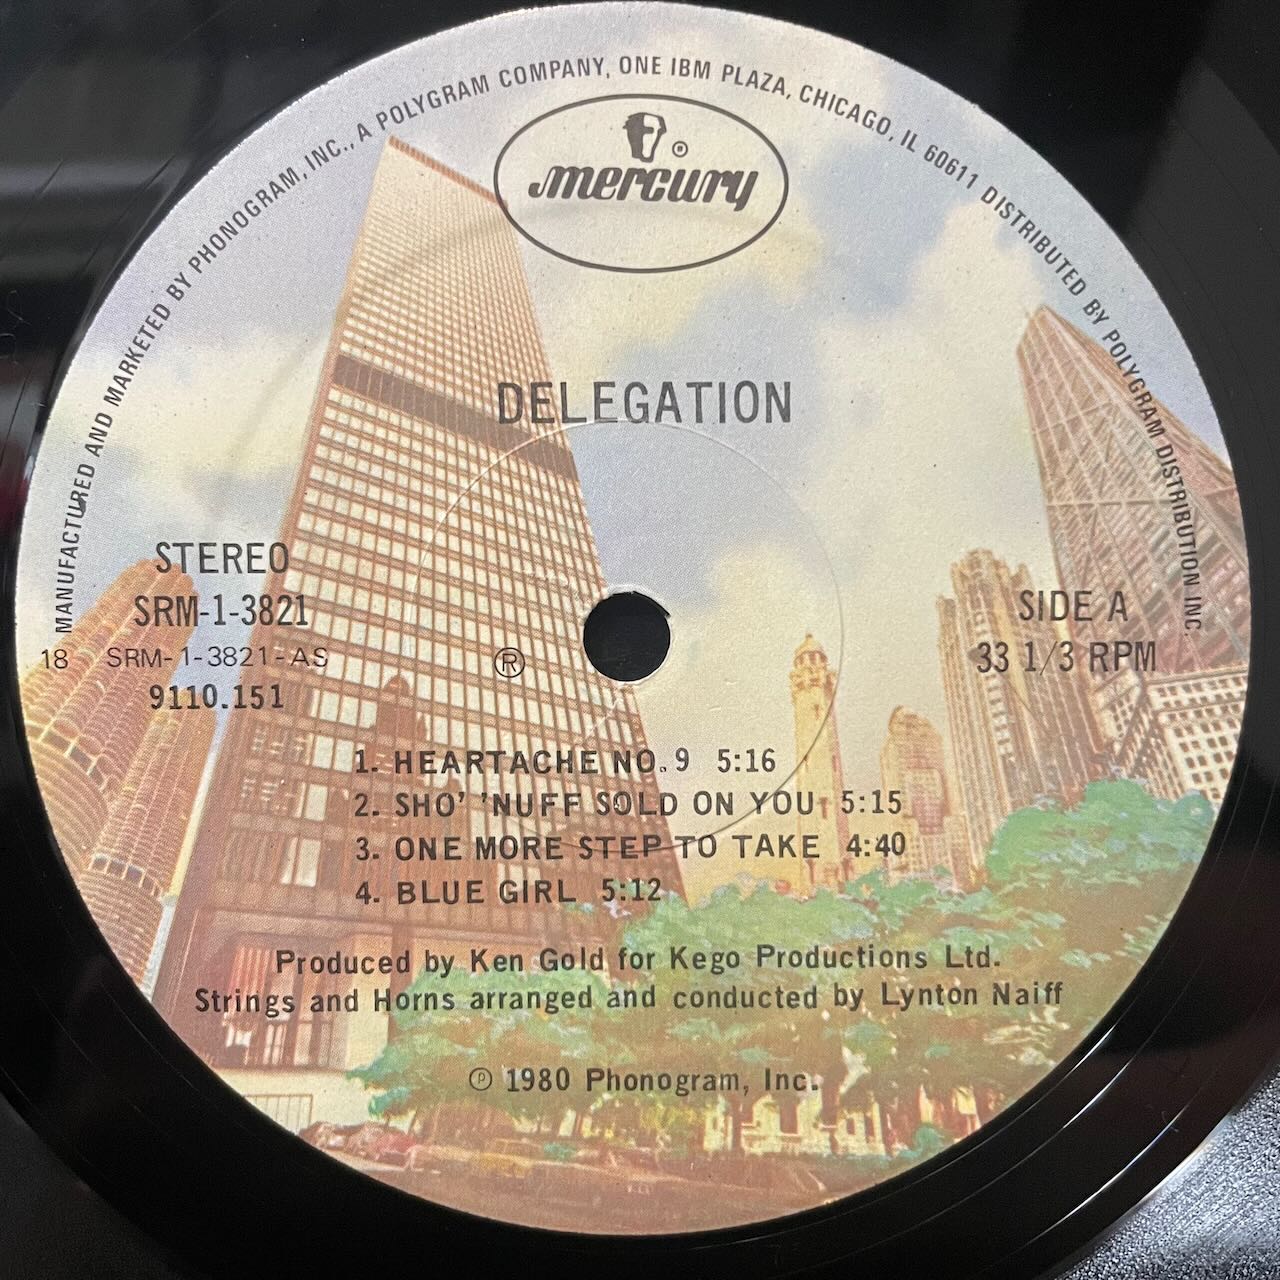 MANUFACTURED AND MARKETED BY PHONOGRAM, INC., A POLYGRAM COMPANY, ONE IBM PLAZA, CHICAGO, IL 60611 DISTRIBUTED BY POLYGRAM DISTRIBUTION INC.
mercury ®
DELEGATION
STEREO
SRM-1-3821
18 SRM-1-3821-AS
9110.151
Ⓡ
SIDE A
33 1/3 RPM
1. HEARTACHE NO. 9 5:16
2. SHO' 'NUFF SOLD ON YOU 5:15
3. ONE MORE STEP TO TAKE 4:40
4. BLUE GIRL 5:12
Produced by Ken Gold for Kego Productions Ltd.
Strings and Horns arranged and conducted by Lynton Naiff
℗ 1980 Phonogram, Inc.